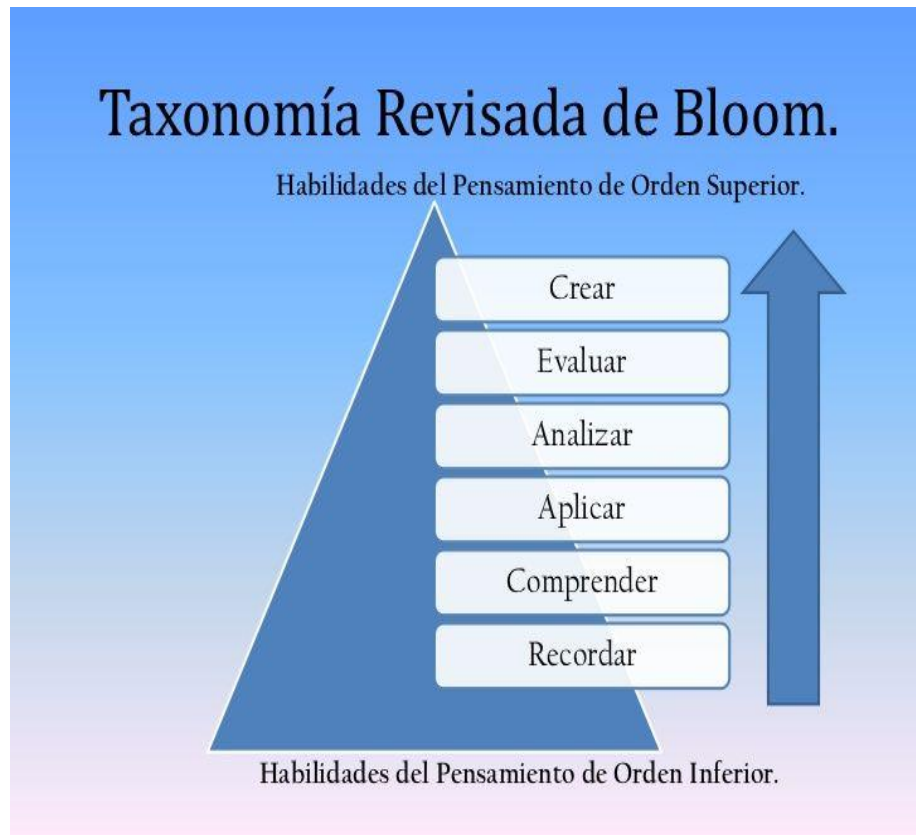 Taxonomía Revisada de Bloom.
Habilidades del Pensamiento de Orden Superior.
Crear
Evaluar
Analizar
Aplicar
Comprender
Recordar
Habilidades del Pensamiento de Orden Inferior.